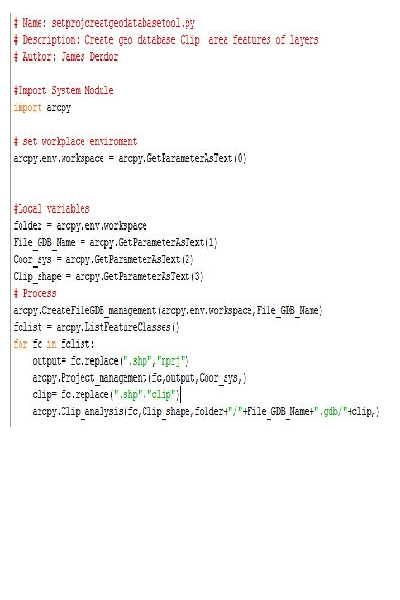 # Name: setprojcreatgeodatabasetool.py
# Description: Create geo database Clip area features of layers
# Author: James Derdor
#Import System Module
import arcpy
# set workplace enviroment
arcpy.env.workspace = arcpy.GetParameterAsText(0)
#Local variables
folder = arcpy.env.workspace
File_GDB_Name = arcpy.GetParameterAsText(1)
Coor_sys = arcpy.GetParameterAsText(2)
Clip_shape = arcpy.GetParameterAsText(3)
# Process
arcpy.CreateFileGDB_management(arcpy.env.workspace,File_GDB_Name)
fclist = arcpy.ListFeatureClasses()
for fc in fclist:
output= fc.replace(".shp","nprj")
arcpy.Project_management(fc,output,Coor_sys,)
clip= fc.replace(".shp"."clip")
arcpy.Clip_analysis(fc,Clip_shape,folder+"/"+File_GDB_Name+".gdb/"+clip,)